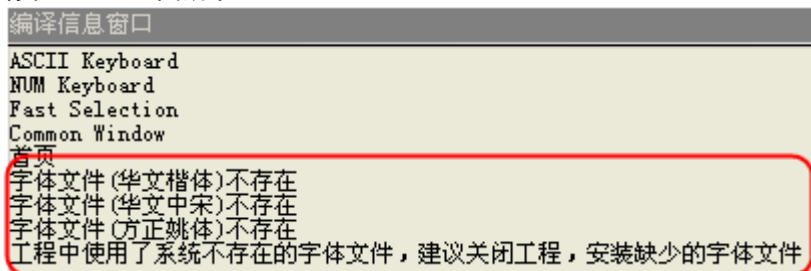 编译信息窗口
ASCII Keyboard
NUM Keyboard
Fast Selection
Common Window
首页
字体文件(华文楷体)不存在
字体文件(华文中宋)不存在
字体文件(方正姚体)不存在
工程中使用了系统不存在的字体文件，建议关闭工程，安装缺少的字体文件